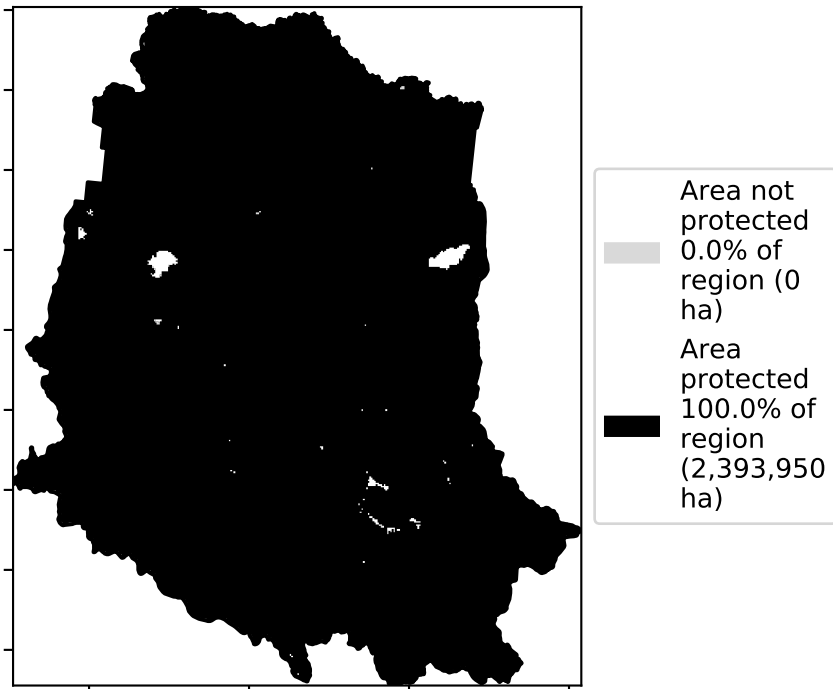 Area not
protected
0.0% of
region (0
ha)
Area
protected
100.0% of
region
(2,393,950
ha)